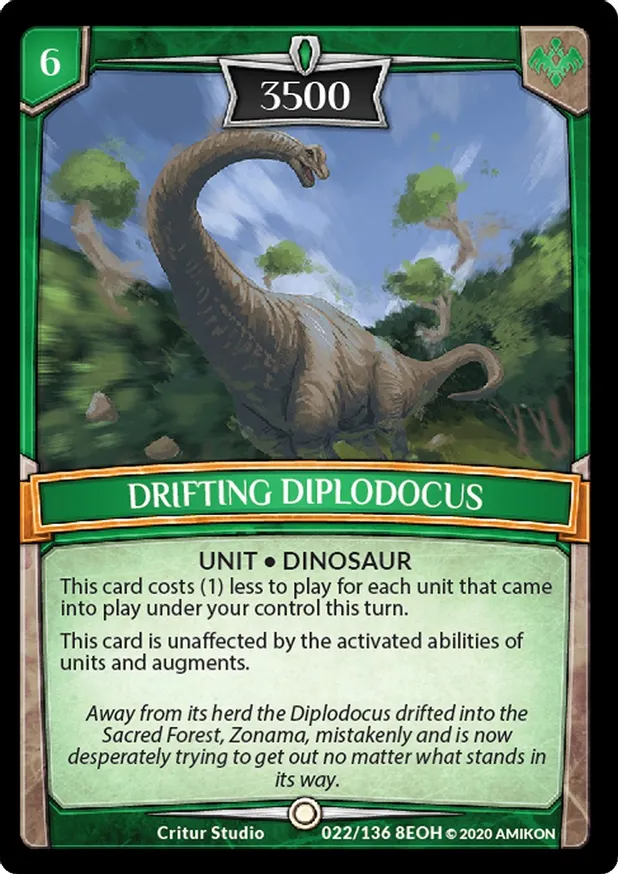 6
3500
DRIFTING DIPLODOCUS
UNIT • DINOSAUR
This card costs (1) less to play for each unit that came
into play under your control this turn.
This card is unaffected by the activated abilities of
units and augments.
Away from its herd the Diplodocus drifted into the
Sacred Forest, Zonama, mistakenly and is now
desperately trying to get out no matter what stands in
its way.
Critur Studio 022/136 8EOH © 2020 AMIKON